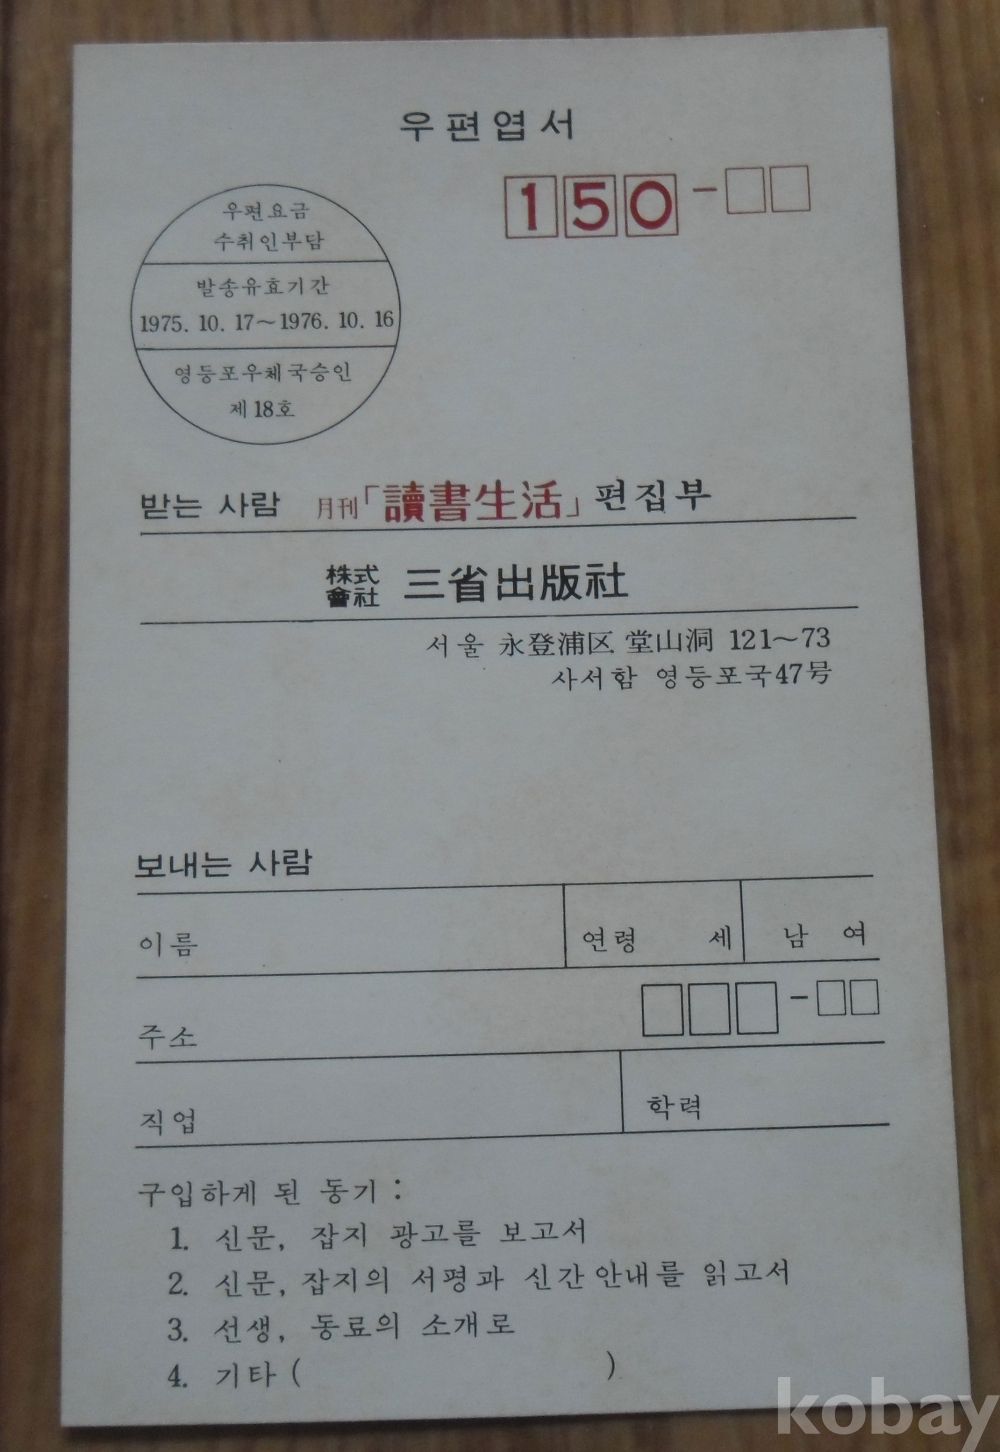 우편엽서
150-
우편요금
수취인부담
발송유효기간
1975. 10. 17~1976. 10. 16
영등포우체국승인
제18호
받는 사람 月刊「讀書生活」편집부
株式會社 三省出版社
서울 永登浦区 堂山洞 121~73
사서함 영등포국47号
보내는 사람
이름 연령 세 남 여
주소 -
직업 학력
구입하게 된 동기 :
1. 신문, 잡지 광고를 보고서
2. 신문, 잡지의 서평과 신간안내를 읽고서
3. 선생, 동료의 소개로
4. 기타 ( )
kobay